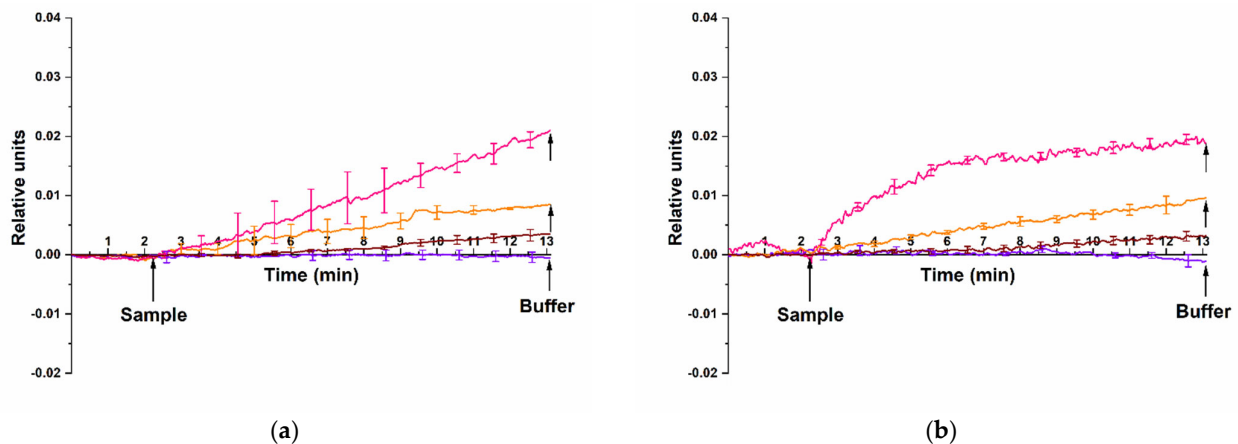 0.04
0.03
0.02
0.01
0.00
-0.01
-0.02
Relative units
1 2 3 4 5 6 7 8 9 10 11 12 13
Time (min)
Sample
Buffer
(a)
0.04
0.03
0.02
0.01
0.00
-0.01
-0.02
Relative units
1 2 3 4 5 6 7 8 9 10 11 12 13
Time (min)
Sample
Buffer
(b)